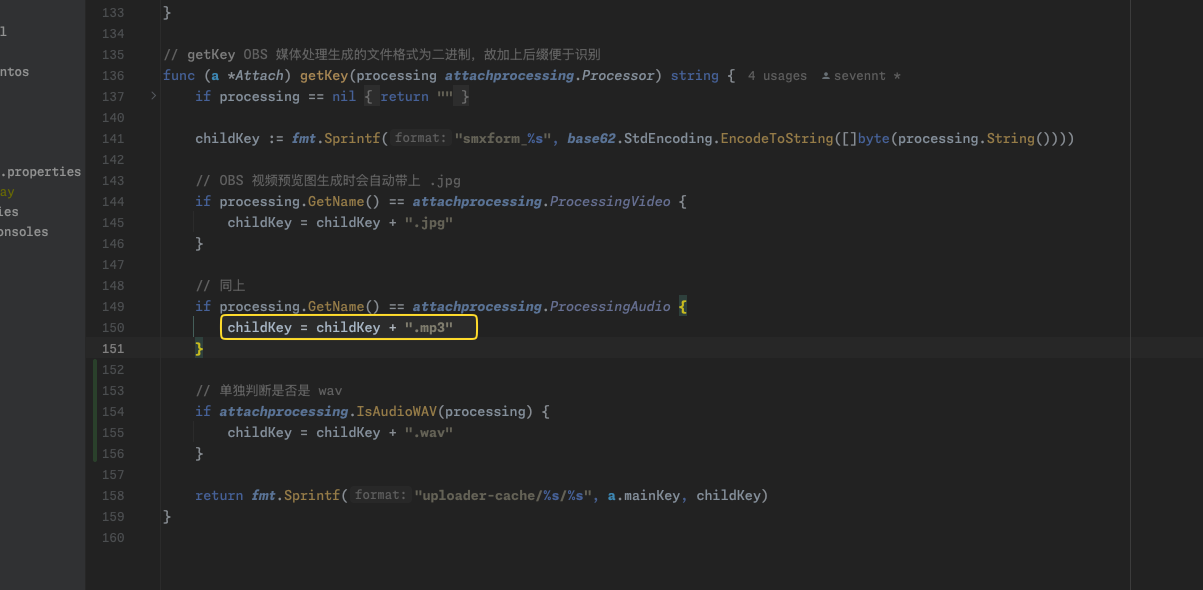 l
ntos
.properties
ay
ies
onsoles
133 }
134
135 // getKey OBS 媒体处理生成的文件格式为二进制，故加上后缀便于识别
136 func (a *Attach) getKey(processing attachprocessing.Processor) string { 4 usages sevennt *
137 if processing == nil { return "" }
140
141 childKey := fmt.Sprintf( format: "smxform_%s", base62.StdEncoding.EncodeToString([]byte(processing.String())))
142
143 // OBS 视频预览图生成时会自动带上 .jpg
144 if processing.GetName() == attachprocessing.ProcessingVideo {
145 childKey = childKey + ".jpg"
146 }
147
148 // 同上
149 if processing.GetName() == attachprocessing.ProcessingAudio {
150 childKey = childKey + ".mp3"
151 }
152
153 // 单独判断是否是 wav
154 if attachprocessing.IsAudioWAV(processing) {
155 childKey = childKey + ".wav"
156 }
157
158 return fmt.Sprintf( format: "uploader-cache/%s/%s", a.mainKey, childKey)
159 }
160